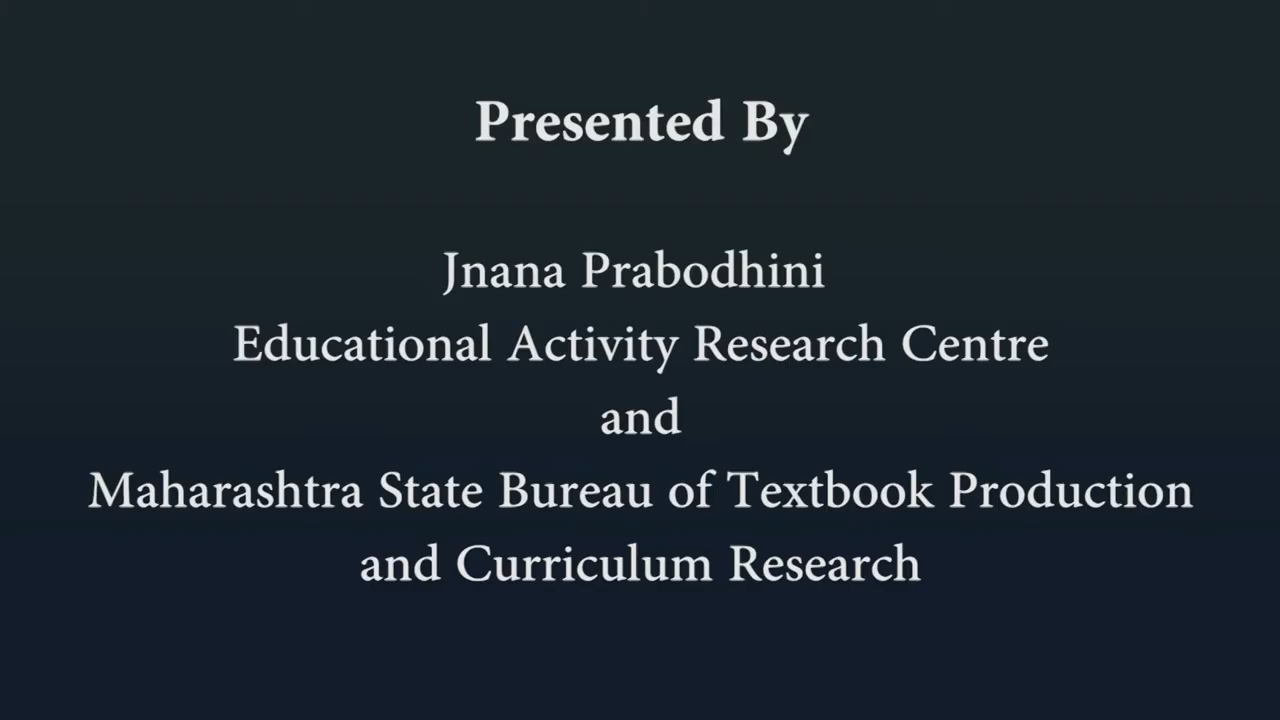 Presented By
Jnana Prabodhini
Educational Activity Research Centre
and
Maharashtra State Bureau of Textbook Production
and Curriculum Research